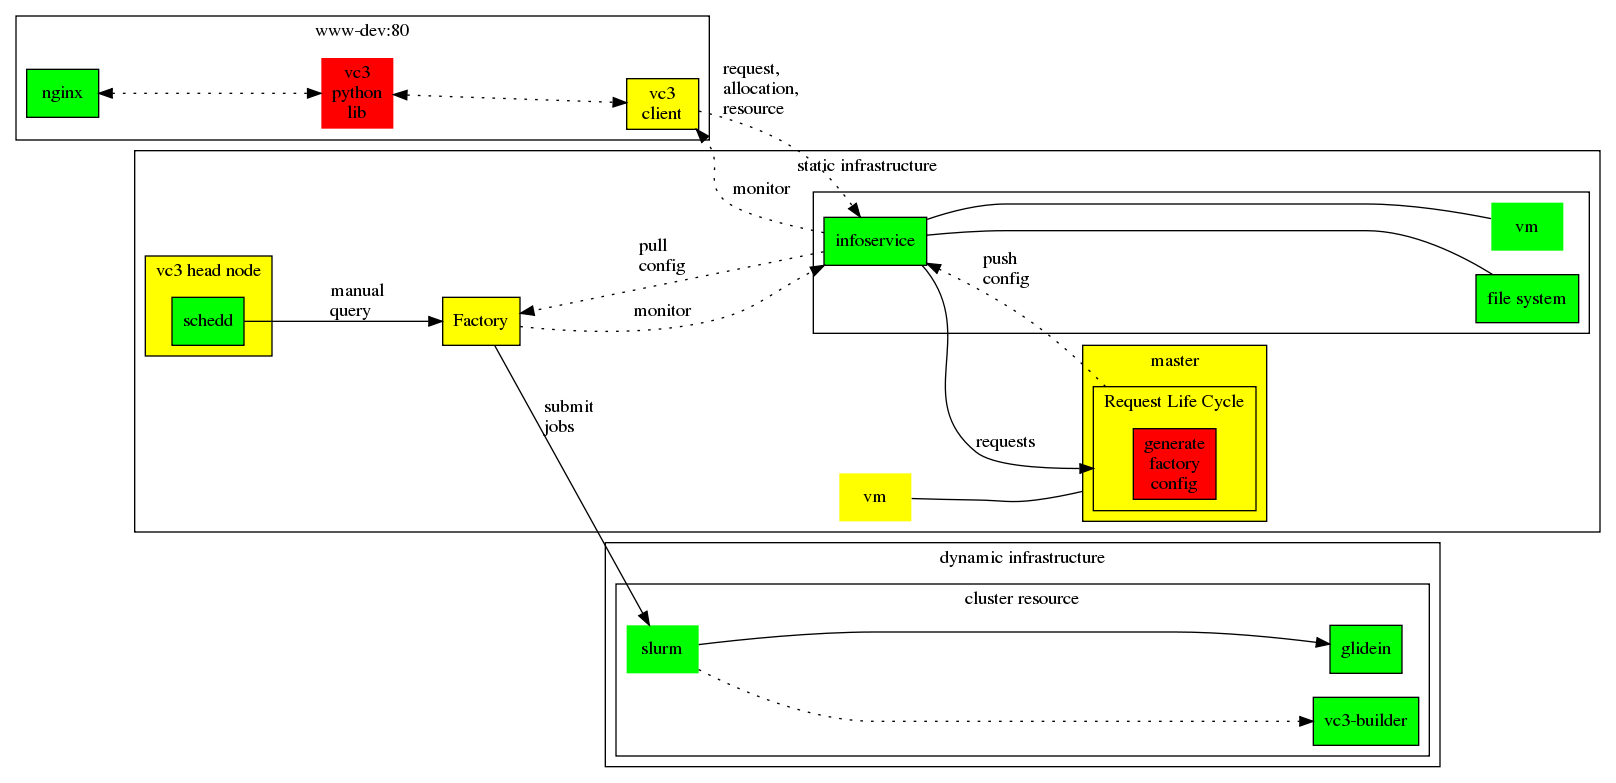 www-dev:80
nginx
vc3
python
lib
vc3
client
request,
allocation,
resource
static infrastructure
monitor
infoservice
vm
file system
pull
config
push
config
vc3 head node
schedd
manual
query
Factory
monitor
master
Request Life Cycle
generate
factory
config
submit
jobs
requests
vm
dynamic infrastructure
cluster resource
slurm
glidein
vc3-builder